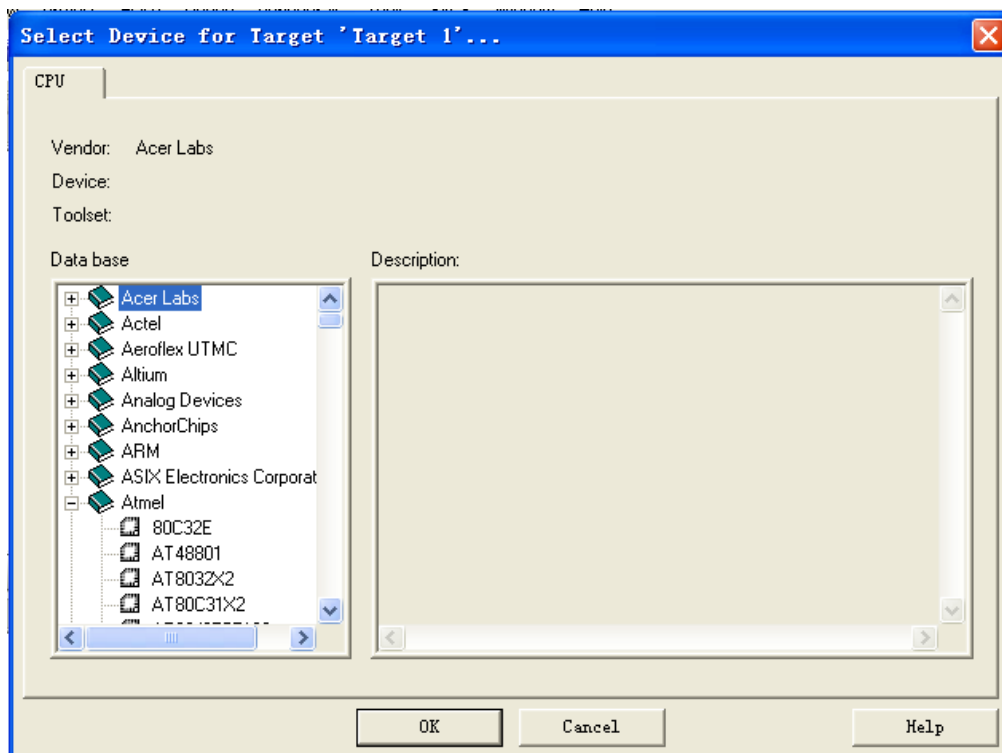 Select Device for Target 'Target 1'...
CPU
Vendor: Acer Labs
Device:
Toolset:
Data base
Description:
Acer Labs
Actel
Aeroflex UTMC
Altium
Analog Devices
AnchorChips
ARM
ASIX Electronics Corporat
Atmel
80C32E
AT48801
AT8032X2
AT80C31X2
OK
Cancel
Help